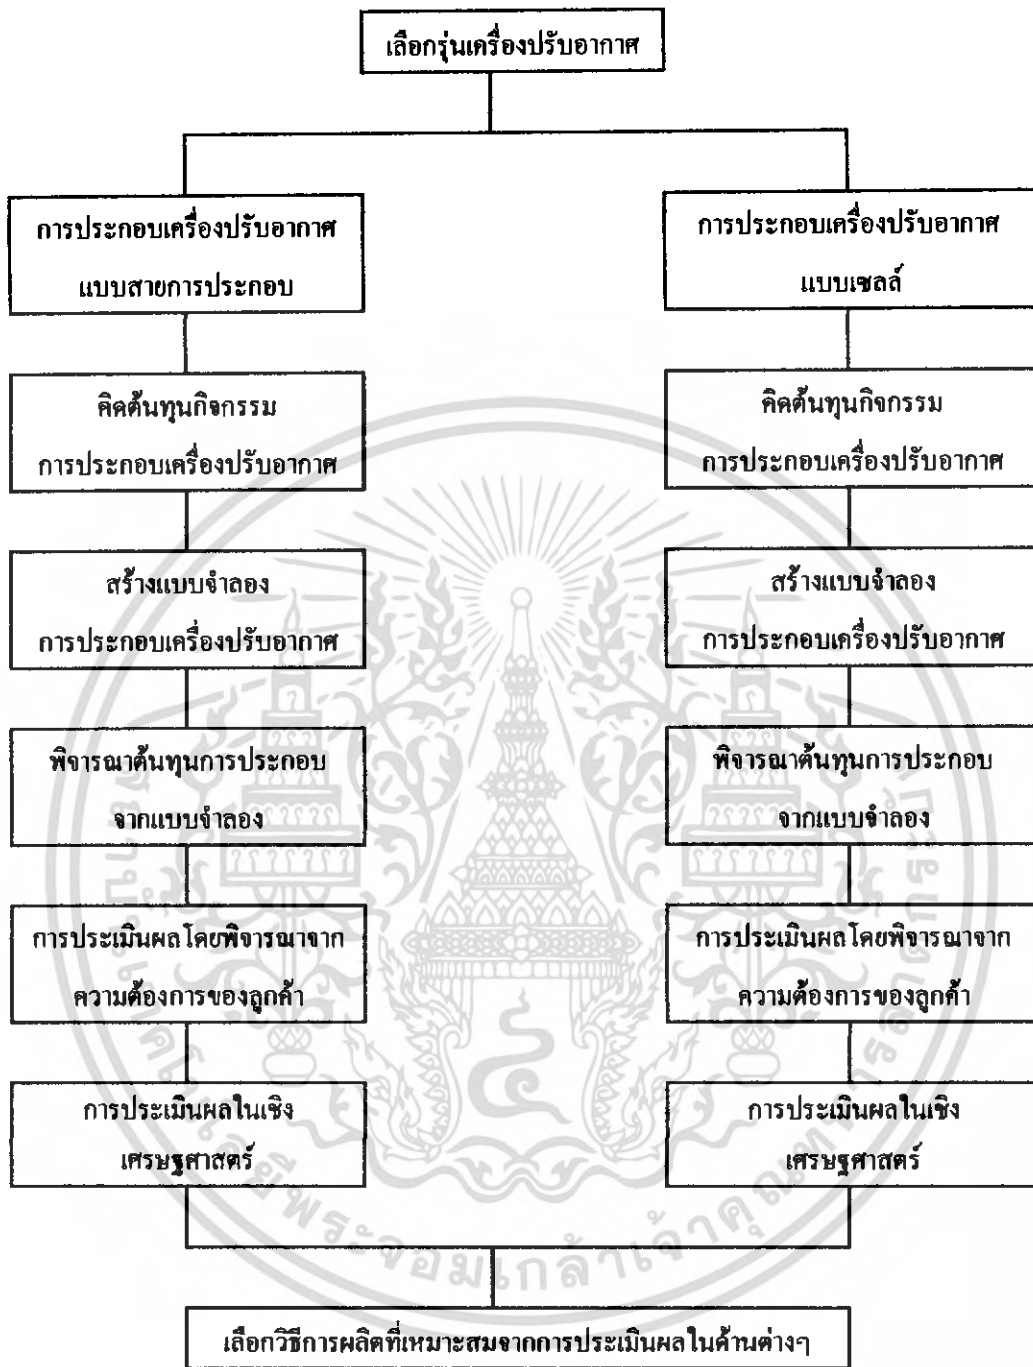 เลือกรุ่นเครื่องปรับอากาศ
การประกอบเครื่องปรับอากาศ
แบบสายการประกอบ
คิดต้นทุนกิจกรรม
การประกอบเครื่องปรับอากาศ
สร้างแบบจำลอง
การประกอบเครื่องปรับอากาศ
พิจารณาต้นทุนการประกอบ
จากแบบจำลอง
การประเมินผลโดยพิจารณาจาก
ความต้องการของลูกค้า
การประเมินผลในเชิง
เศรษฐศาสตร์
การประกอบเครื่องปรับอากาศ
แบบเซลล์
คิดต้นทุนกิจกรรม
การประกอบเครื่องปรับอากาศ
สร้างแบบจำลอง
การประกอบเครื่องปรับอากาศ
พิจารณาต้นทุนการประกอบ
จากแบบจำลอง
การประเมินผลโดยพิจารณาจาก
ความต้องการของลูกค้า
การประเมินผลในเชิง
เศรษฐศาสตร์
เลือกวิธีการผลิตที่เหมาะสมจากการประเมินผลในด้านต่างๆ
พระจอมเกล้าเจ้าคุณทหาร